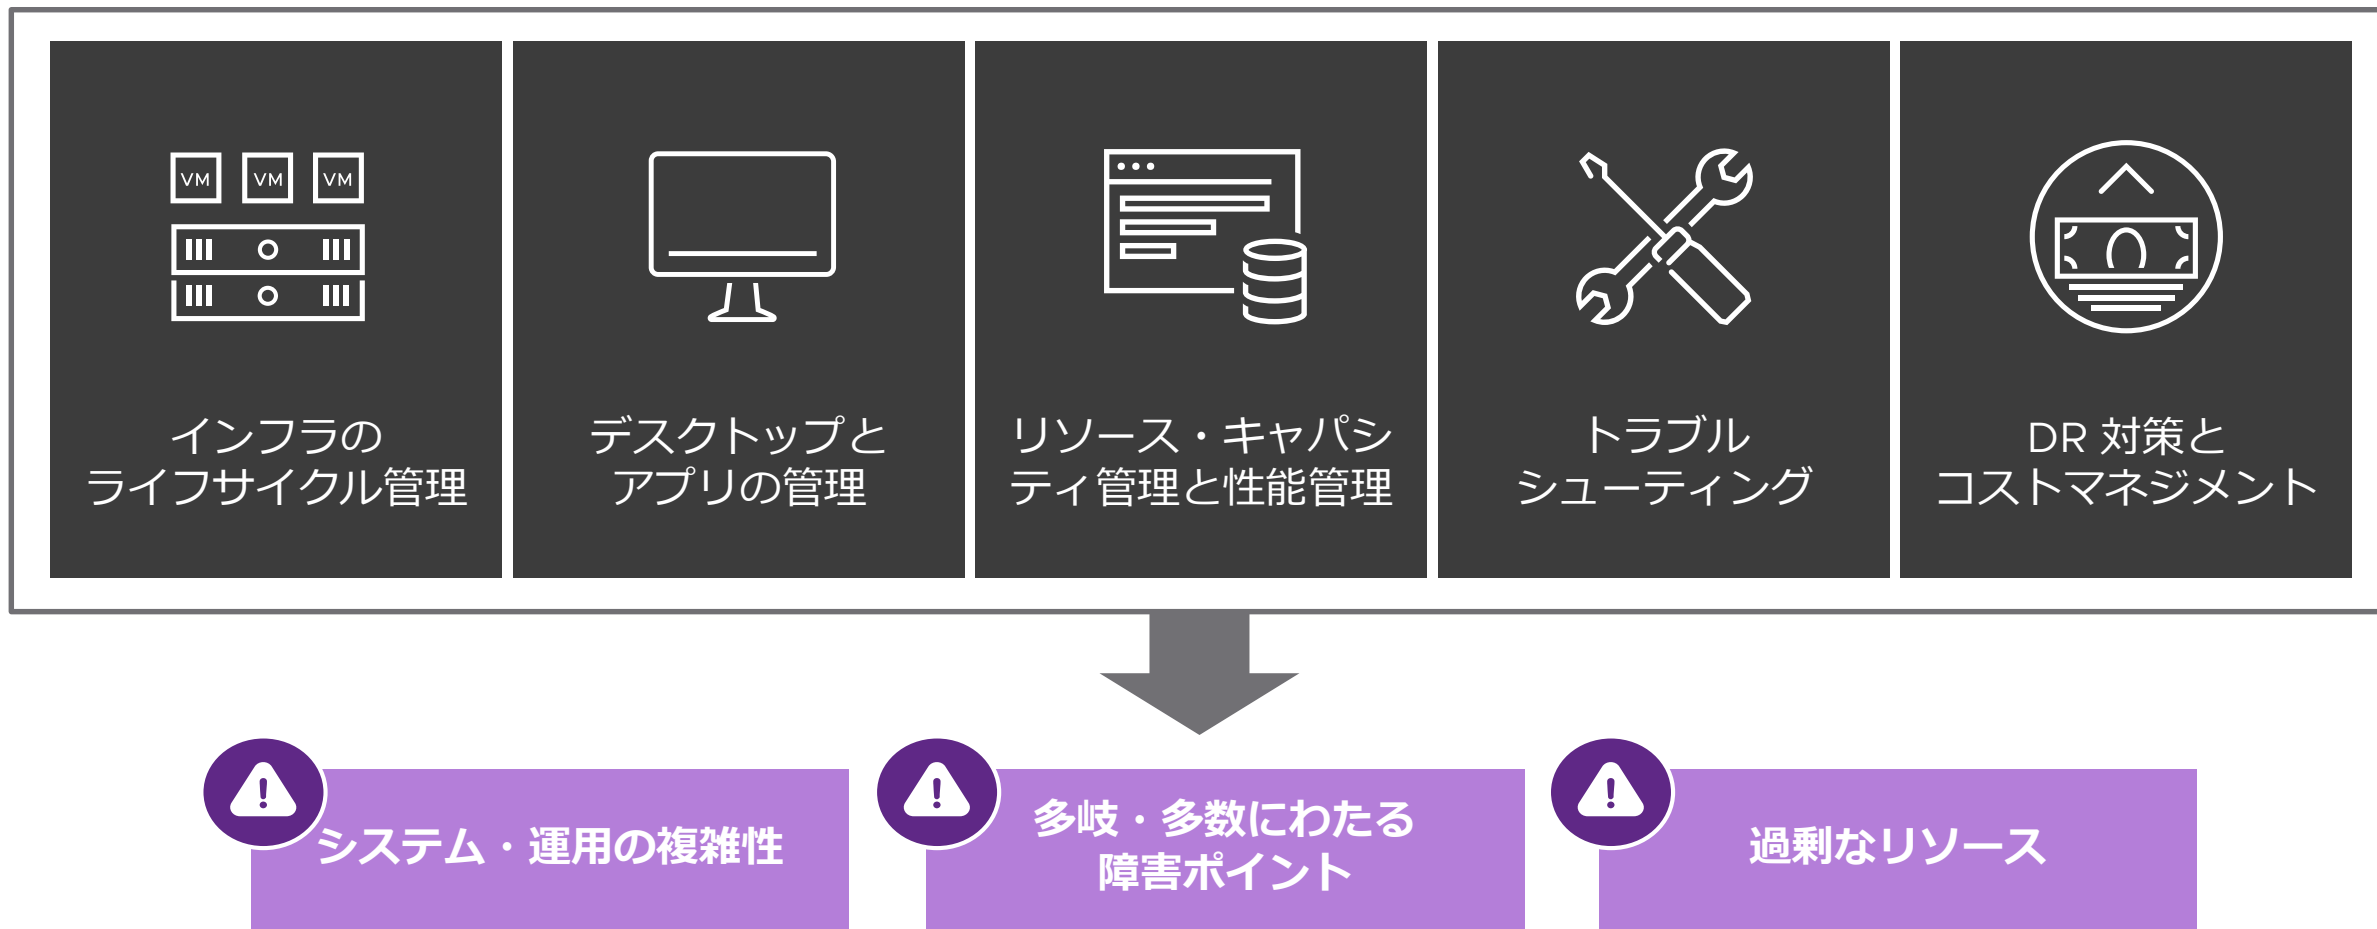 VM VM VM
インフラの
ライフサイクル管理
デスクトップと
アプリの管理
リソース・キャパシ
ティ管理と性能管理
トラブル
シューティング
DR 対策と
コストマネジメント
システム・運用の複雑性
多岐・多数にわたる
障害ポイント
過剰なリソース